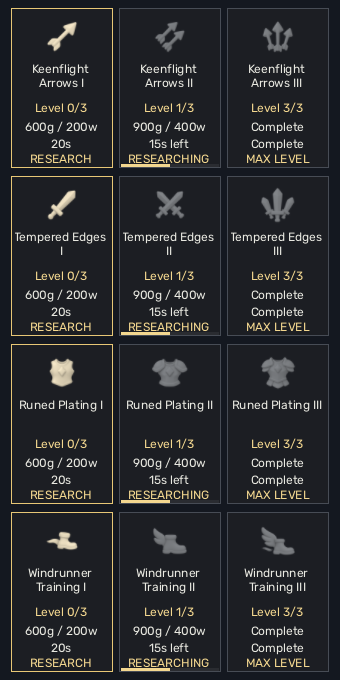 Keenflight
Arrows I
Level 0/3
600g / 200w
20s
RESEARCH
Keenflight
Arrows II
Level 1/3
900g / 400w
15s left
RESEARCHING
Keenflight
Arrows III
Level 3/3
Complete
Complete
MAX LEVEL
Tempered Edges
I
Level 0/3
600g / 200w
20s
RESEARCH
Tempered Edges
II
Level 1/3
900g / 400w
15s left
RESEARCHING
Tempered Edges
III
Level 3/3
Complete
Complete
MAX LEVEL
Runed Plating I
Level 0/3
600g / 200w
20s
RESEARCH
Runed Plating II
Level 1/3
900g / 400w
15s left
RESEARCHING
Runed Plating III
Level 3/3
Complete
Complete
MAX LEVEL
Windrunner
Training I
Level 0/3
600g / 200w
20s
RESEARCH
Windrunner
Training II
Level 1/3
900g / 400w
15s left
RESEARCHING
Windrunner
Training III
Level 3/3
Complete
Complete
MAX LEVEL